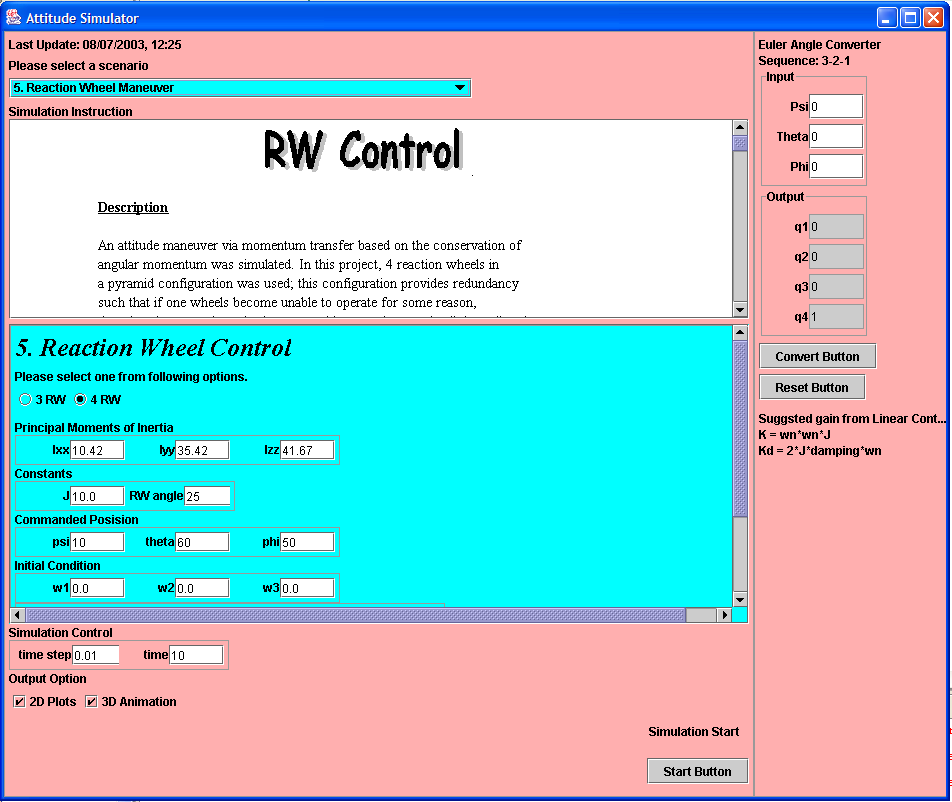 Attitude Simulator
Last Update: 08/07/2003, 12:25
Please select a scenario
5. Reaction Wheel Maneuver
Simulation Instruction
RW Control
Description
An attitude maneuver via momentum transfer based on the conservation of
angular momentum was simulated. In this project, 4 reaction wheels in
a pyramid configuration was used; this configuration provides redundancy
such that if one wheels become unable to operate for some reason,
5. Reaction Wheel Control
Please select one from following options.
3 RW 4 RW
Principal Moments of Inertia
Ixx 10.42 Iyy 35.42 Izz 41.67
Constants
J 10.0 RW angle 25
Commanded Posision
psi 10 theta 60 phi 50
Initial Condition
w1 0.0 w2 0.0 w3 0.0
Simulation Control
time step 0.01 time 10
Output Option
2D Plots 3D Animation
Simulation Start
Start Button
Euler Angle Converter
Sequence: 3-2-1
Input
Psi 0
Theta 0
Phi 0
Output
q1 0
q2 0
q3 0
q4 1
Convert Button
Reset Button
Suggsted gain from Linear Cont...
K = wn*wn*J
Kd = 2*J*damping*wn